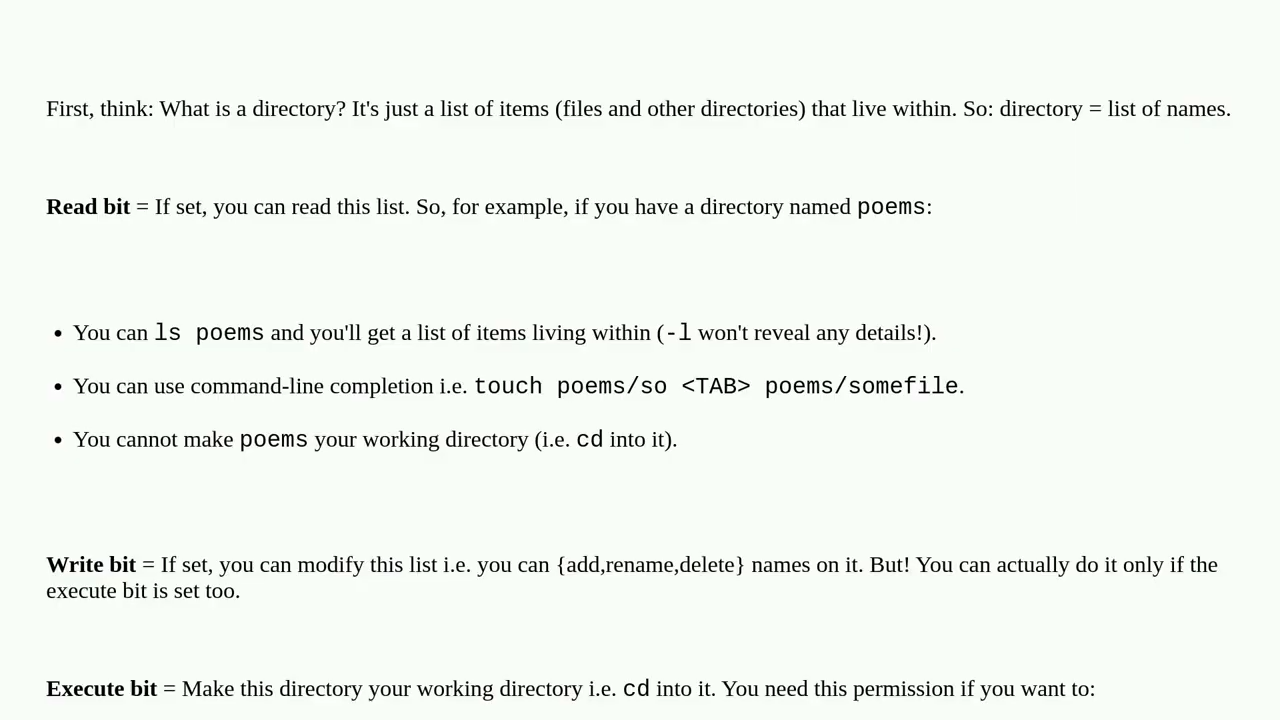 First, think: What is a directory? It's just a list of items (files and other directories) that live within. So: directory = list of names.
Read bit = If set, you can read this list. So, for example, if you have a directory named poems:
• You can ls poems and you'll get a list of items living within (-l won't reveal any details!).
• You can use command-line completion i.e. touch poems/so <TAB> poems/somefile.
• You cannot make poems your working directory (i.e. cd into it).
Write bit = If set, you can modify this list i.e. you can {add,rename,delete} names on it. But! You can actually do it only if the
execute bit is set too.
Execute bit = Make this directory your working directory i.e. cd into it. You need this permission if you want to: